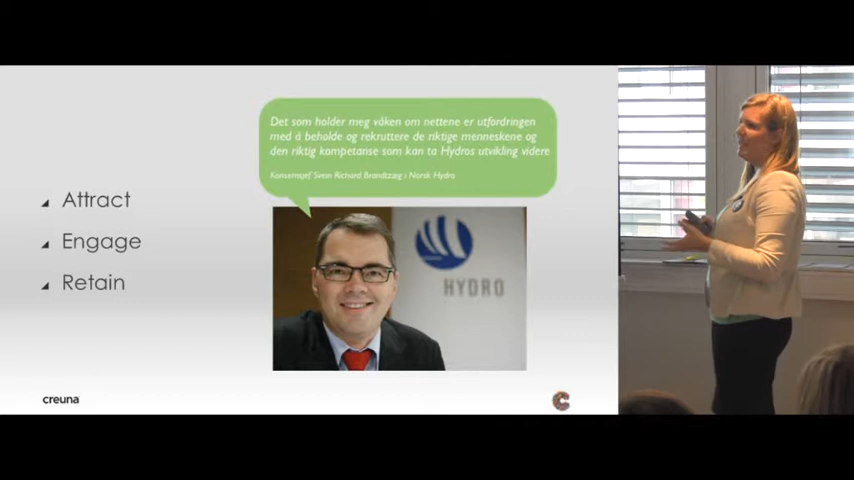 Det som holder meg våken om nettene er utfordringen
med å beholde og rekruttere de riktige menneskene og
den riktig kompetanse som kan ta Hydros utvikling videre
Konsernsjef Svein Richard Brandtzæg i Norsk Hydro
Attract
Engage
Retain
HYDRO
creuna